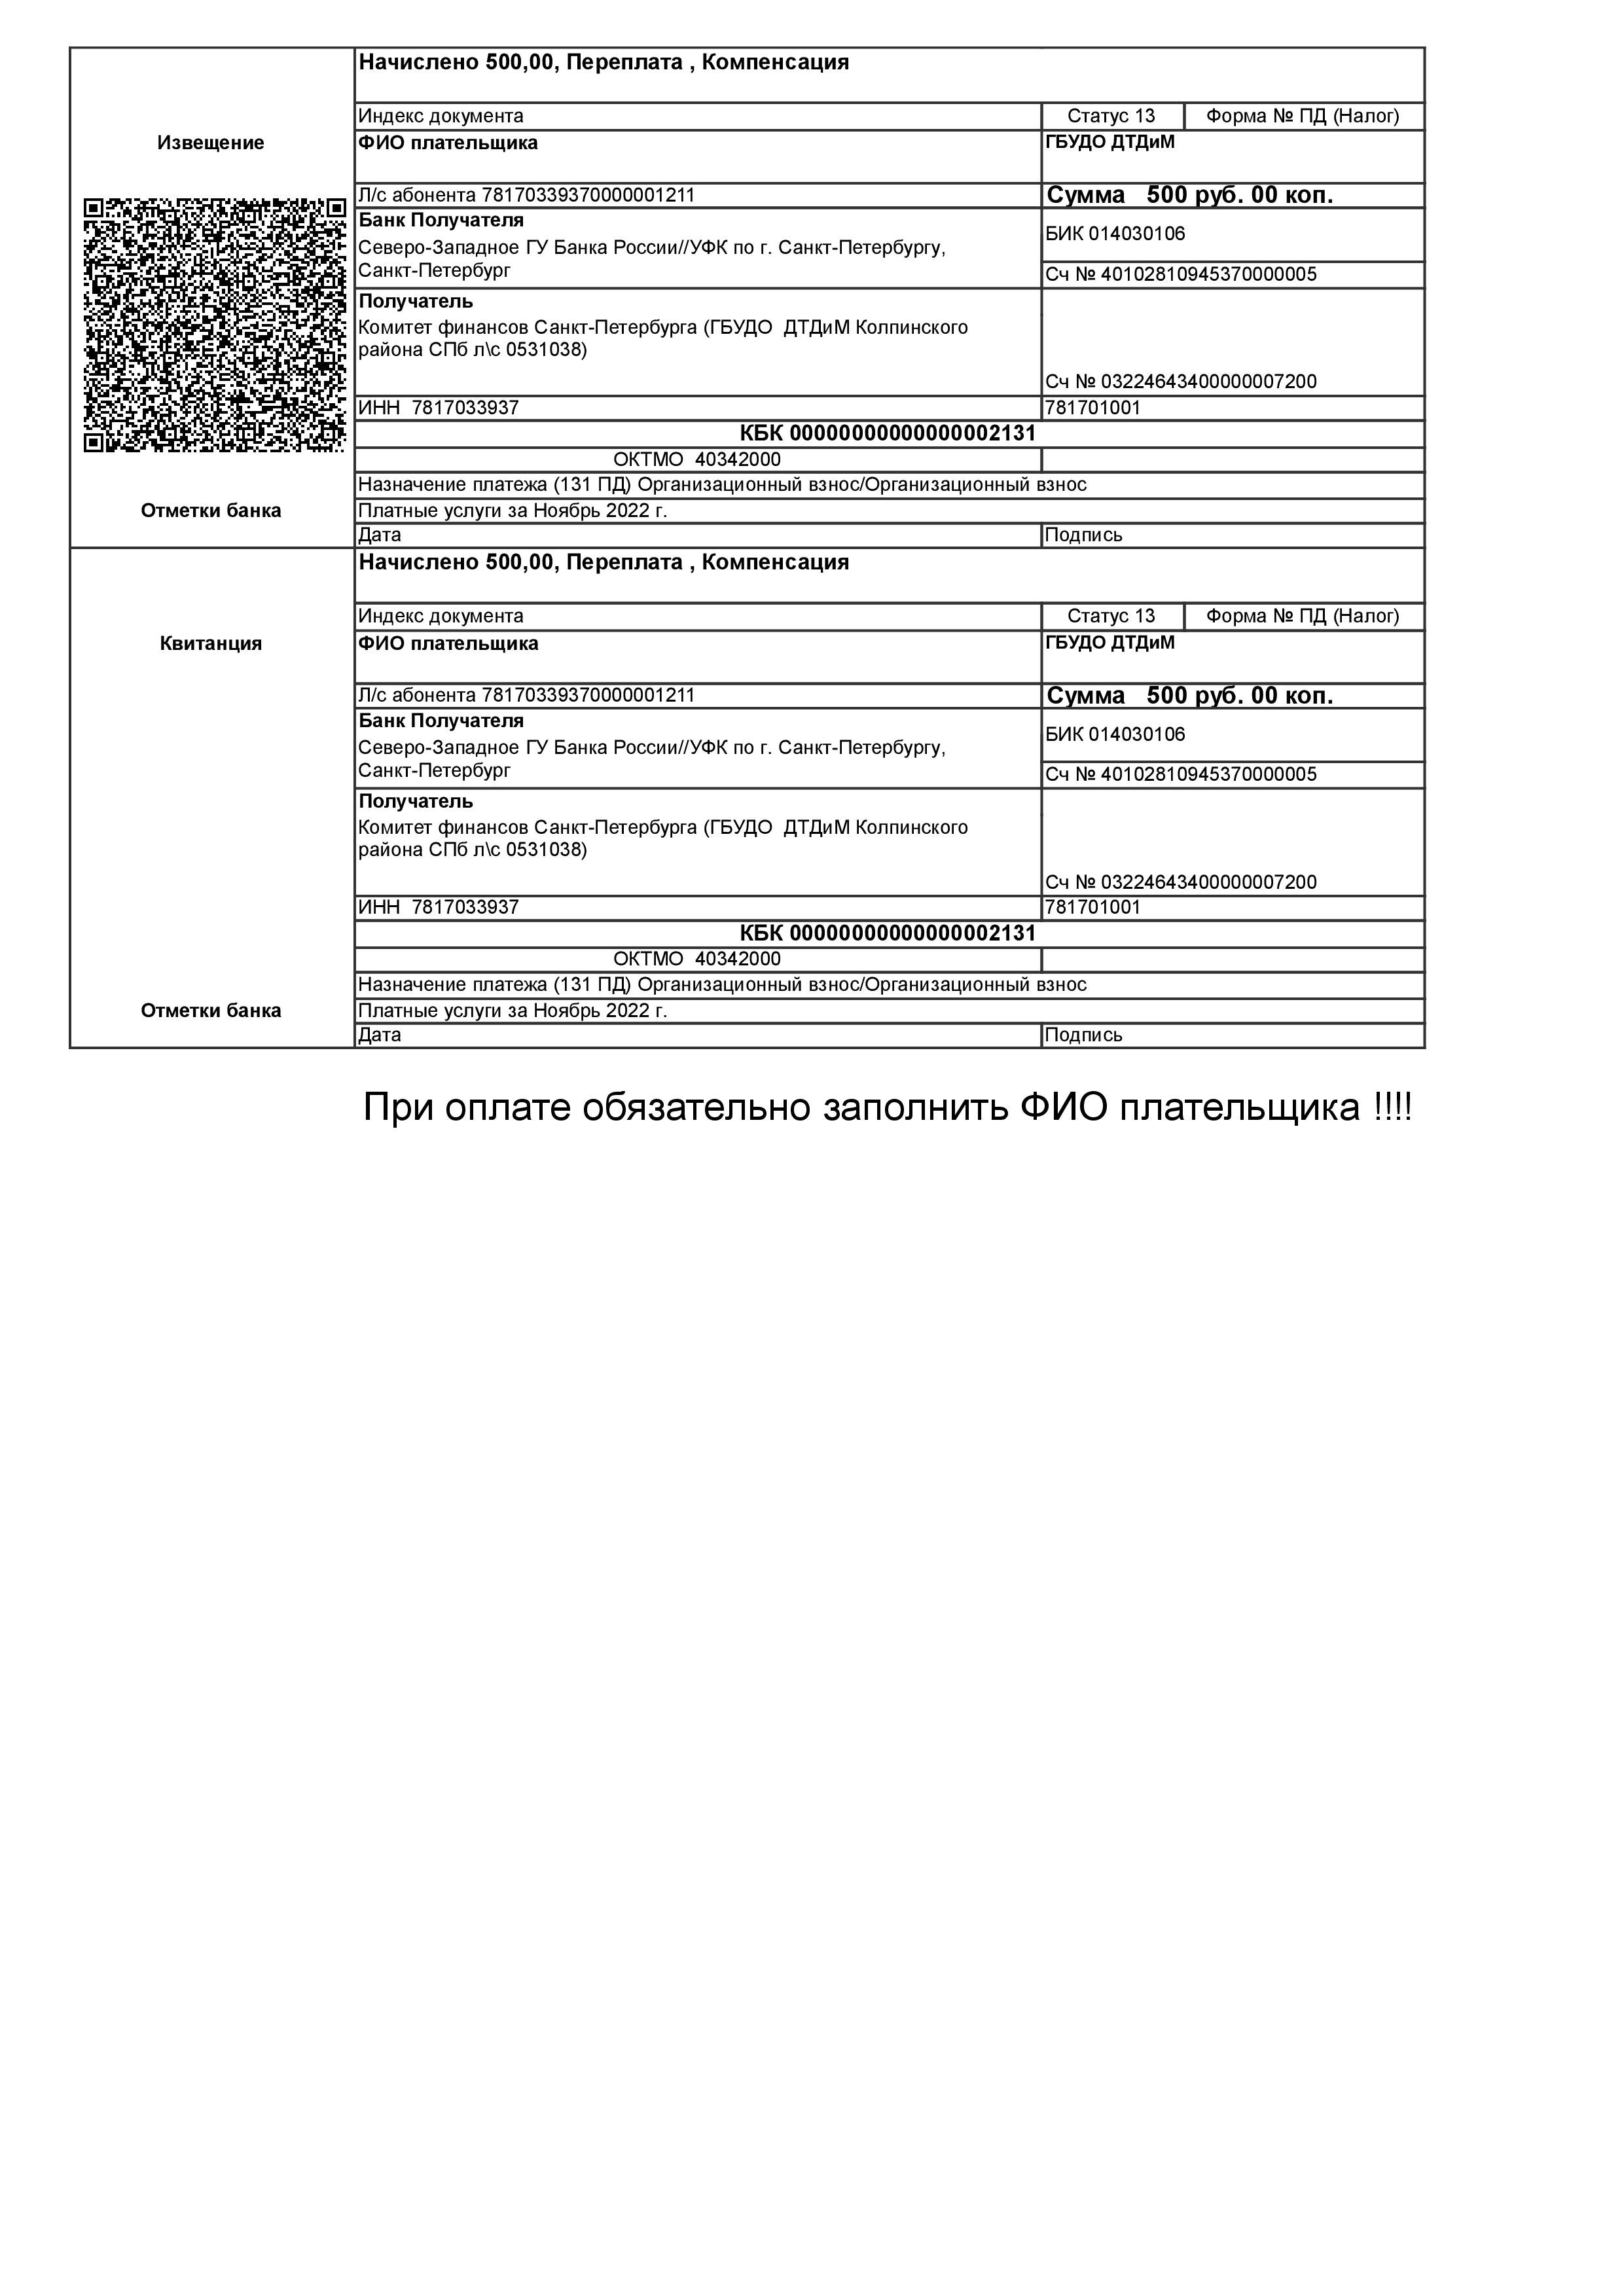 Начислено 500,00, Переплата , Компенсация
Индекс документа Статус 13 Форма № ПД (Налог)
Извещение
ФИО плательщика ГБУДО ДТДиМ
Л/с абонента 78170339370000001211 Сумма 500 руб. 00 коп.
Банк Получателя
БИК 014030106
Северо-Западное ГУ Банка России//УФК по г. Санкт-Петербургу,
Санкт-Петербург
Сч № 40102810945370000005
Получатель
Комитет финансов Санкт-Петербурга (ГБУДО ДТДиМ Колпинского
района СПб л\с 0531038)
Сч № 03224643400000007200
ИНН 7817033937 781701001
КБК 00000000000000002131
ОКТМО 40342000
Назначение платежа (131 ПД) Организационный взнос/Организационный взнос
Отметки банка
Платные услуги за Ноябрь 2022 г.
Дата Подпись
Начислено 500,00, Переплата , Компенсация
Индекс документа Статус 13 Форма № ПД (Налог)
Квитанция
ФИО плательщика ГБУДО ДТДиМ
Л/с абонента 78170339370000001211 Сумма 500 руб. 00 коп.
Банк Получателя
БИК 014030106
Северо-Западное ГУ Банка России//УФК по г. Санкт-Петербургу,
Санкт-Петербург
Сч № 40102810945370000005
Получатель
Комитет финансов Санкт-Петербурга (ГБУДО ДТДиМ Колпинского
района СПб л\с 0531038)
Сч № 03224643400000007200
ИНН 7817033937 781701001
КБК 00000000000000002131
ОКТМО 40342000
Назначение платежа (131 ПД) Организационный взнос/Организационный взнос
Отметки банка
Платные услуги за Ноябрь 2022 г.
Дата Подпись
При оплате обязательно заполнить ФИО плательщика !!!!